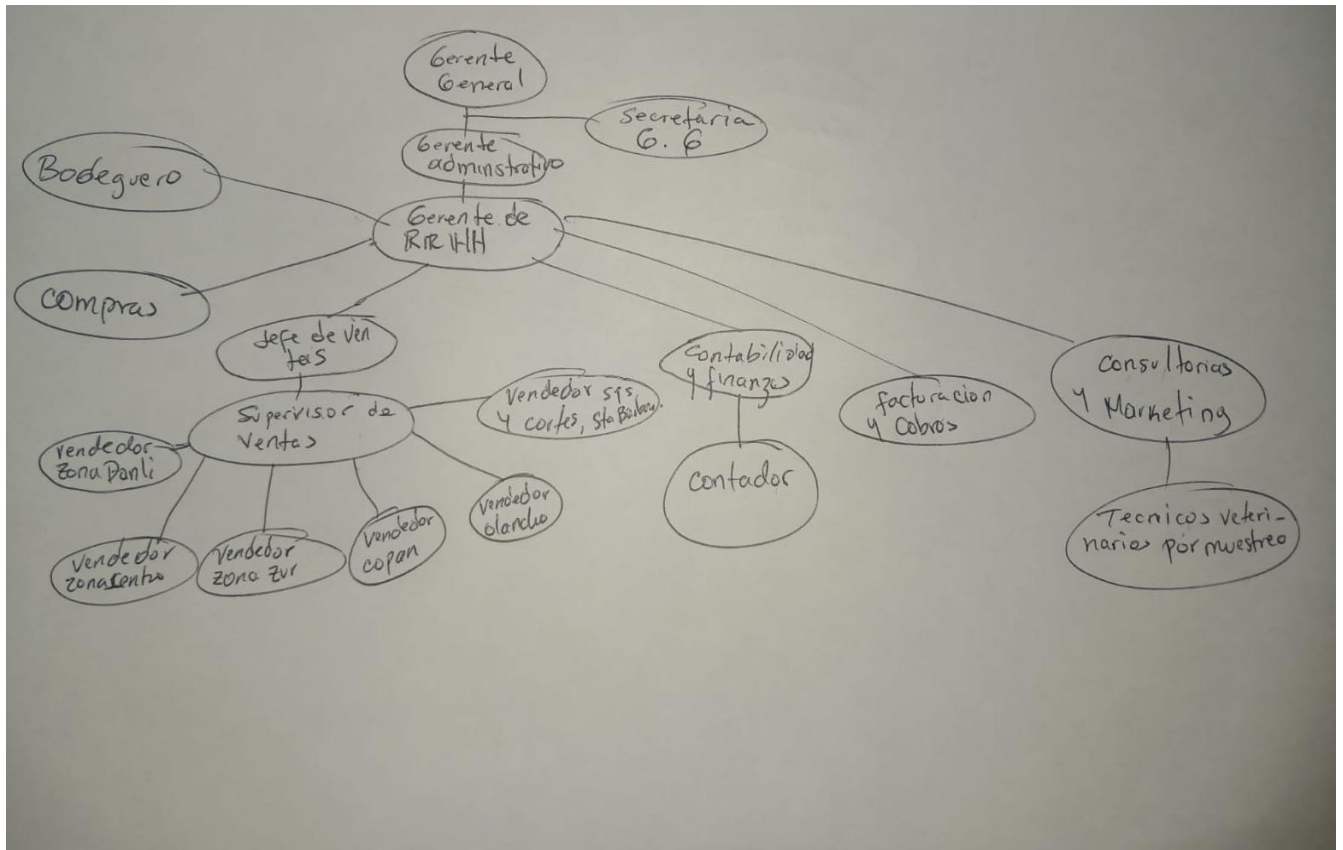 Gerente
General
Secretaria
G. G
Gerente
adminstrativo
Bodeguero
Gerente de
RRHH
Compras
Jefe de Ven
tas
Contabilidad
y finanzas
Consultorias
y Marketing
facturacion
y Cobros
Vendedor sps
y cortes, Sta Barbara.
Supervisor de
Ventas
vendedor
Zona Danli
Contador
Vendedor
olancho
Tecnicos veteri-
narios por muestreo
Vendedor
copan
Vendedor
zona centro
Vendedor
Zona Zur